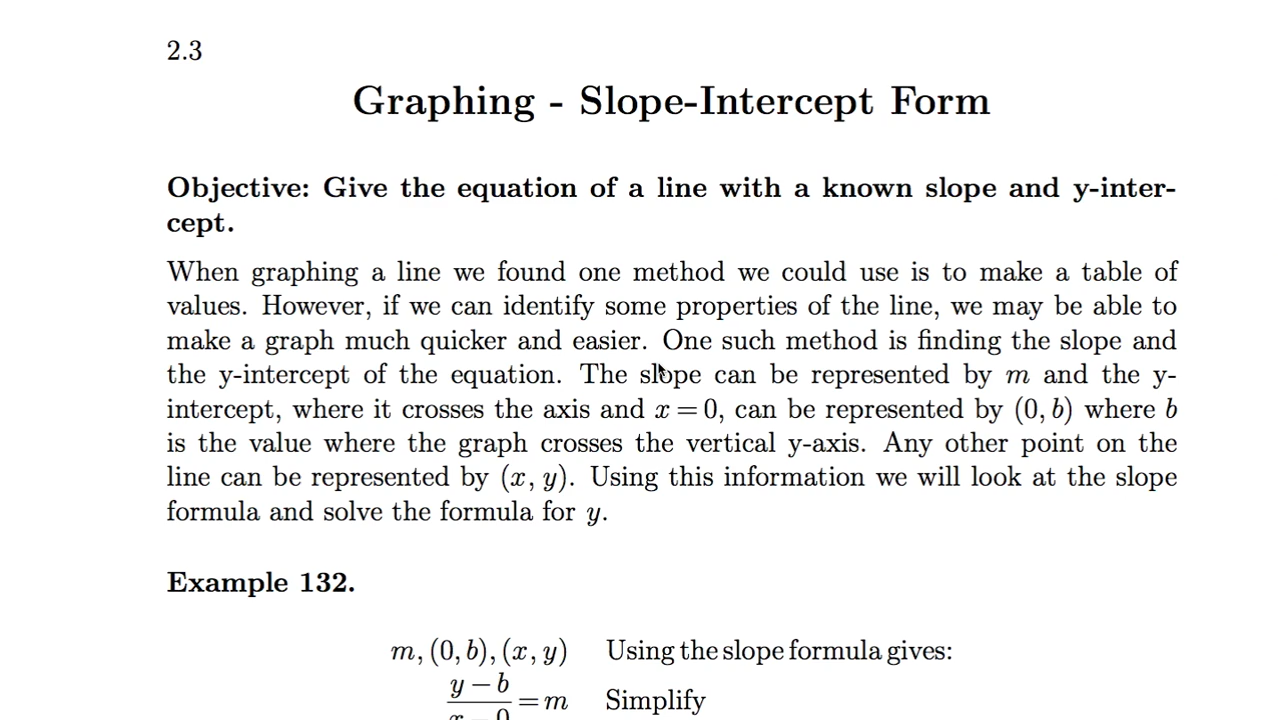 2.3
Graphing - Slope-Intercept Form
Objective: Give the equation of a line with a known slope and y-inter-
cept.
When graphing a line we found one method we could use is to make a table of
values. However, if we can identify some properties of the line, we may be able to
make a graph much quicker and easier. One such method is finding the slope and
the y-intercept of the equation. The slope can be represented by m and the y-
intercept, where it crosses the axis and x = 0, can be represented by (0, b) where b
is the value where the graph crosses the vertical y-axis. Any other point on the
line can be represented by (x, y). Using this information we will look at the slope
formula and solve the formula for y.
Example 132.
m, (0, b), (x, y) Using the slope formula gives:
y − b
= m Simplify
x − 0